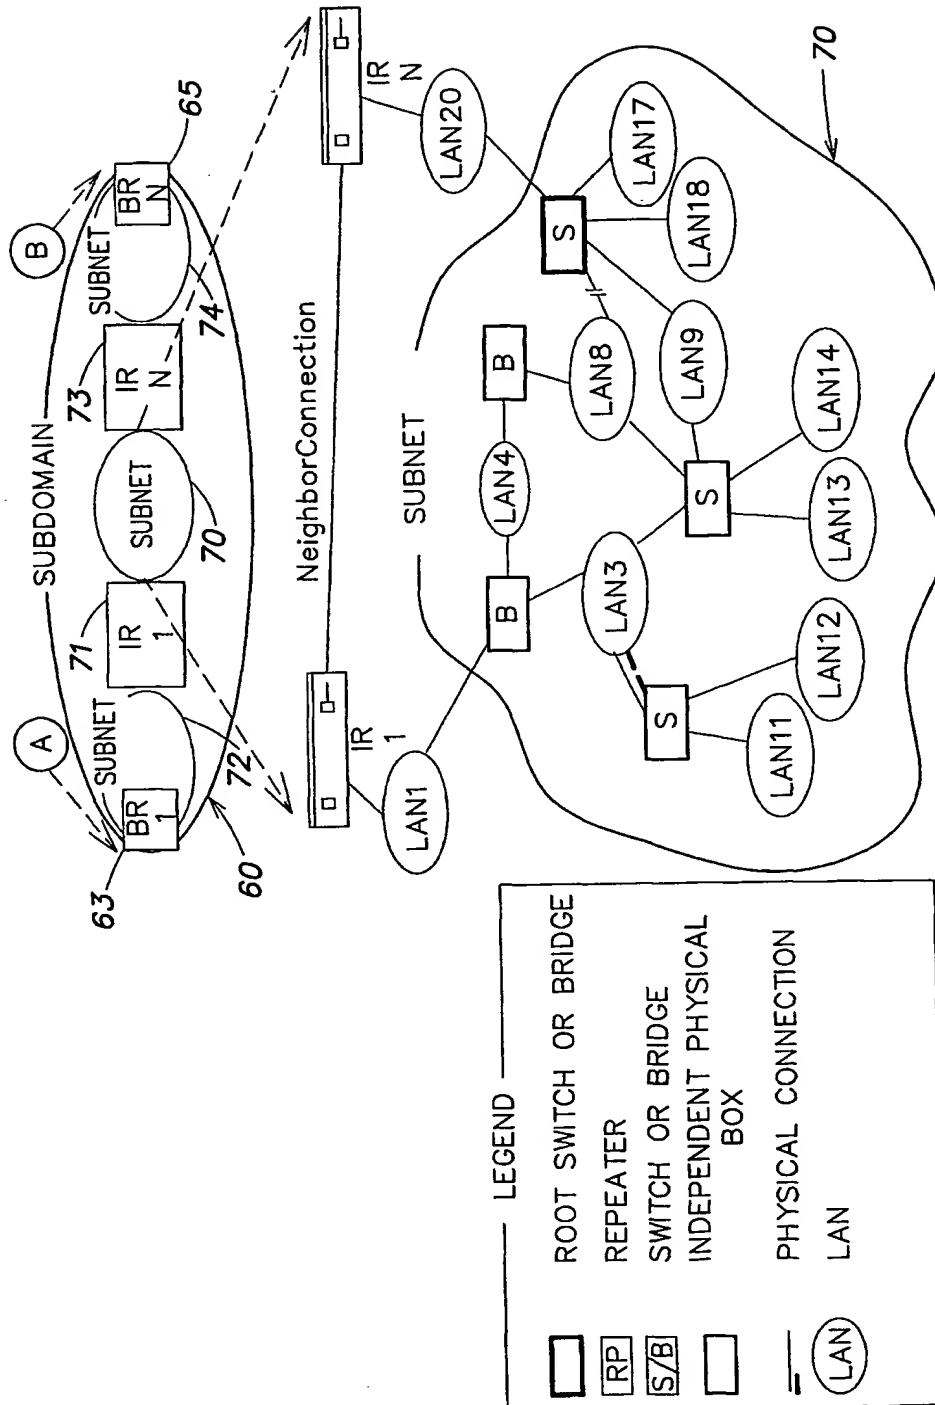 SUBDOMAIN
A
B
63
BR
1
SUBNET
72
60
71
IR
1
SUBNET
70
73
IR
N
SUBNET
74
BR
N
65
NeighborConnection
IR
1
IR
N
LAN1
LAN20
SUBNET
B
LAN4
B
LAN3
LAN8
S
LAN17
LAN18
LAN9
S
S
LAN11
LAN12
LAN13
LAN14
70
LEGEND
ROOT SWITCH OR BRIDGE
RP
REPEATER
S/B
SWITCH OR BRIDGE
INDEPENDENT PHYSICAL
BOX
PHYSICAL CONNECTION
LAN
LAN